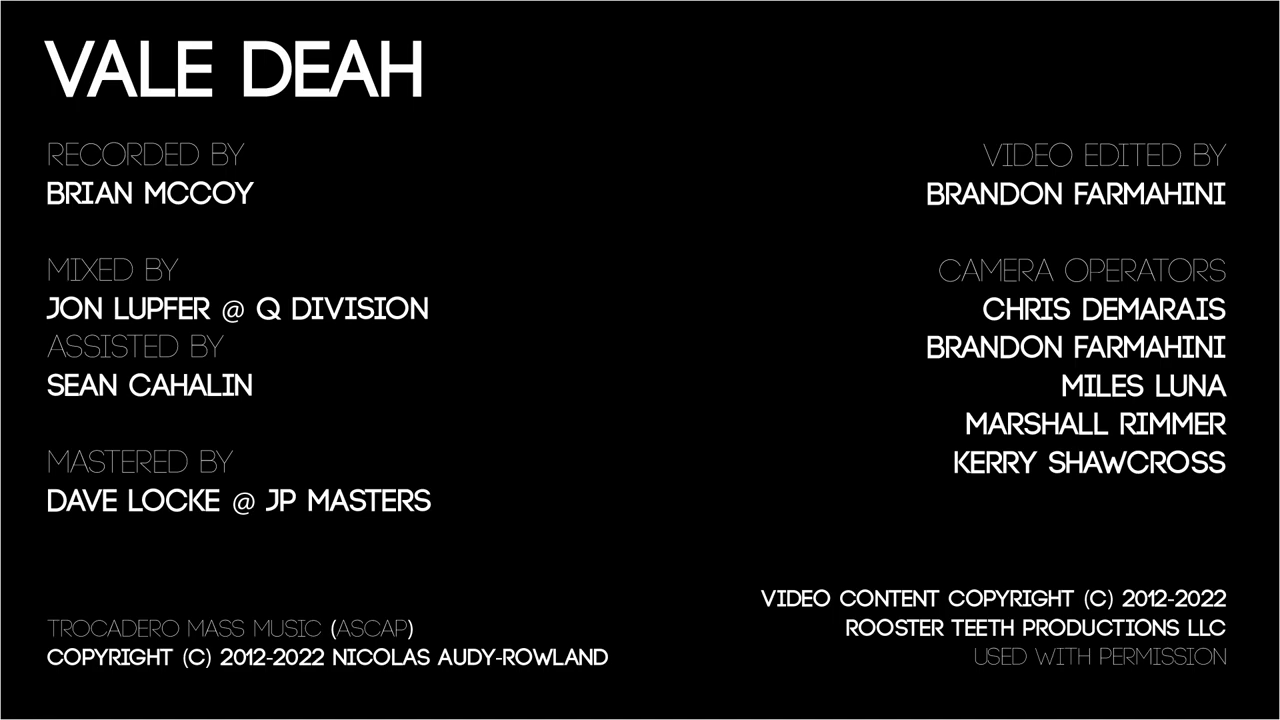 VALE DEAH
RECORDED BY
BRIAN MCCOY
MIXED BY
JON LUPFER @ Q DIVISION
ASSISTED BY
SEAN CAHALIN
MASTERED BY
DAVE LOCKE @ JP MASTERS
TROCADERO MASS MUSIC (ASCAP)
COPYRIGHT (C) 2012-2022 NICOLAS AUDY-ROWLAND
VIDEO EDITED BY
BRANDON FARMAHINI
CAMERA OPERATORS
CHRIS DEMARAIS
BRANDON FARMAHINI
MILES LUNA
MARSHALL RIMMER
KERRY SHAWCROSS
VIDEO CONTENT COPYRIGHT (C) 2012-2022
ROOSTER TEETH PRODUCTIONS LLC
USED WITH PERMISSION